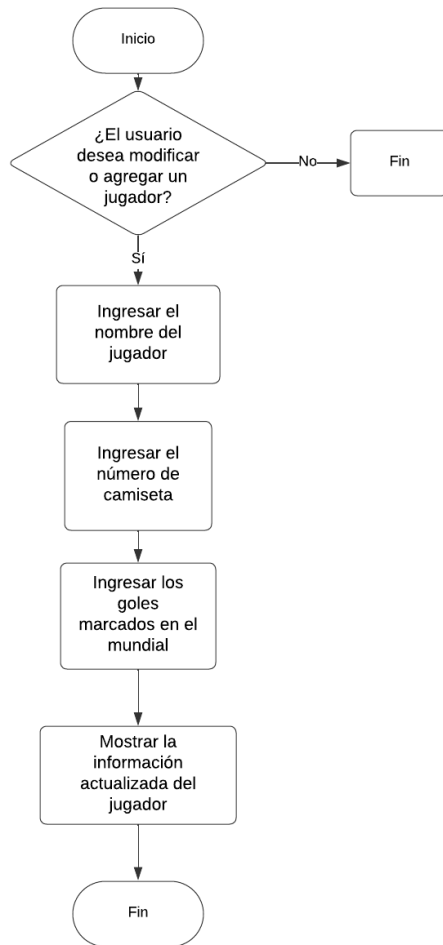 Inicio
¿El usuario
desea modificar
o agregar un
jugador?
No
Fin
Sí
Ingresar el
nombre del
jugador
Ingresar el
número de
camiseta
Ingresar los
goles
marcados en el
mundial
Mostrar la
información
actualizada del
jugador
Fin